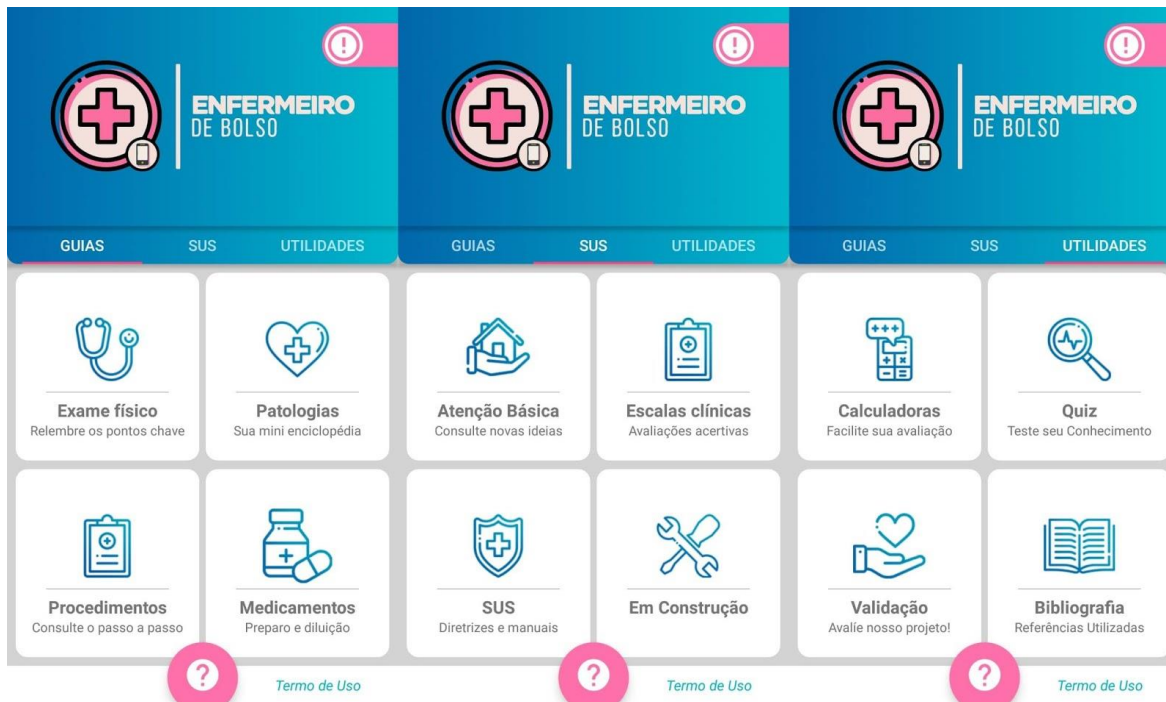 ENFERMEIRO
DE BOLSO
GUIAS SUS UTILIDADES
Exame físico
Relembre os pontos chave
Patologias
Sua mini enciclopédia
Procedimentos
Consulte o passo a passo
Medicamentos
Preparo e diluição
?
Termo de Uso
ENFERMEIRO
DE BOLSO
GUIAS SUS UTILIDADES
Atenção Básica
Consulte novas ideias
Escalas clínicas
Avaliações acertivas
SUS
Diretrizes e manuais
Em Construção
?
Termo de Uso
ENFERMEIRO
DE BOLSO
GUIAS SUS UTILIDADES
Calculadoras
Facilite sua avaliação
Quiz
Teste seu Conhecimento
Validação
Avalíe nosso projeto!
Bibliografia
Referências Utilizadas
?
Termo de Uso